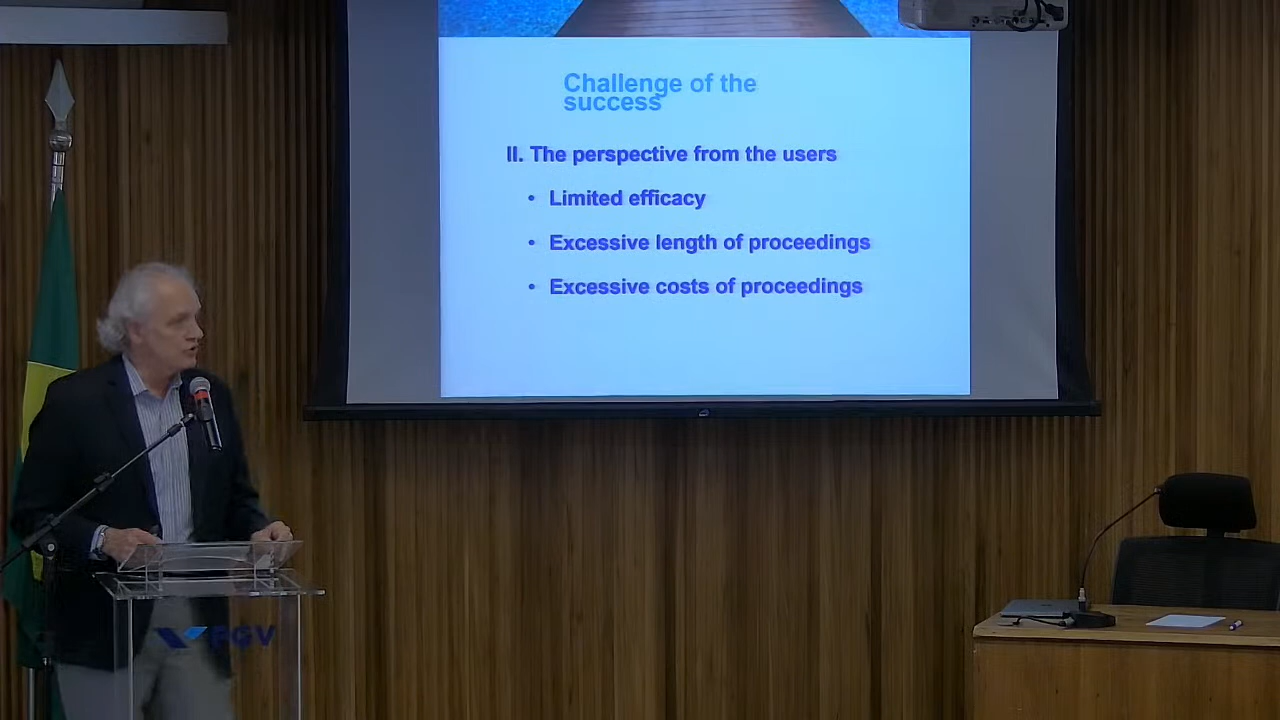 Challenge of the
success
II. The perspective from the users
• Limited efficacy
• Excessive length of proceedings
• Excessive costs of proceedings
FGV